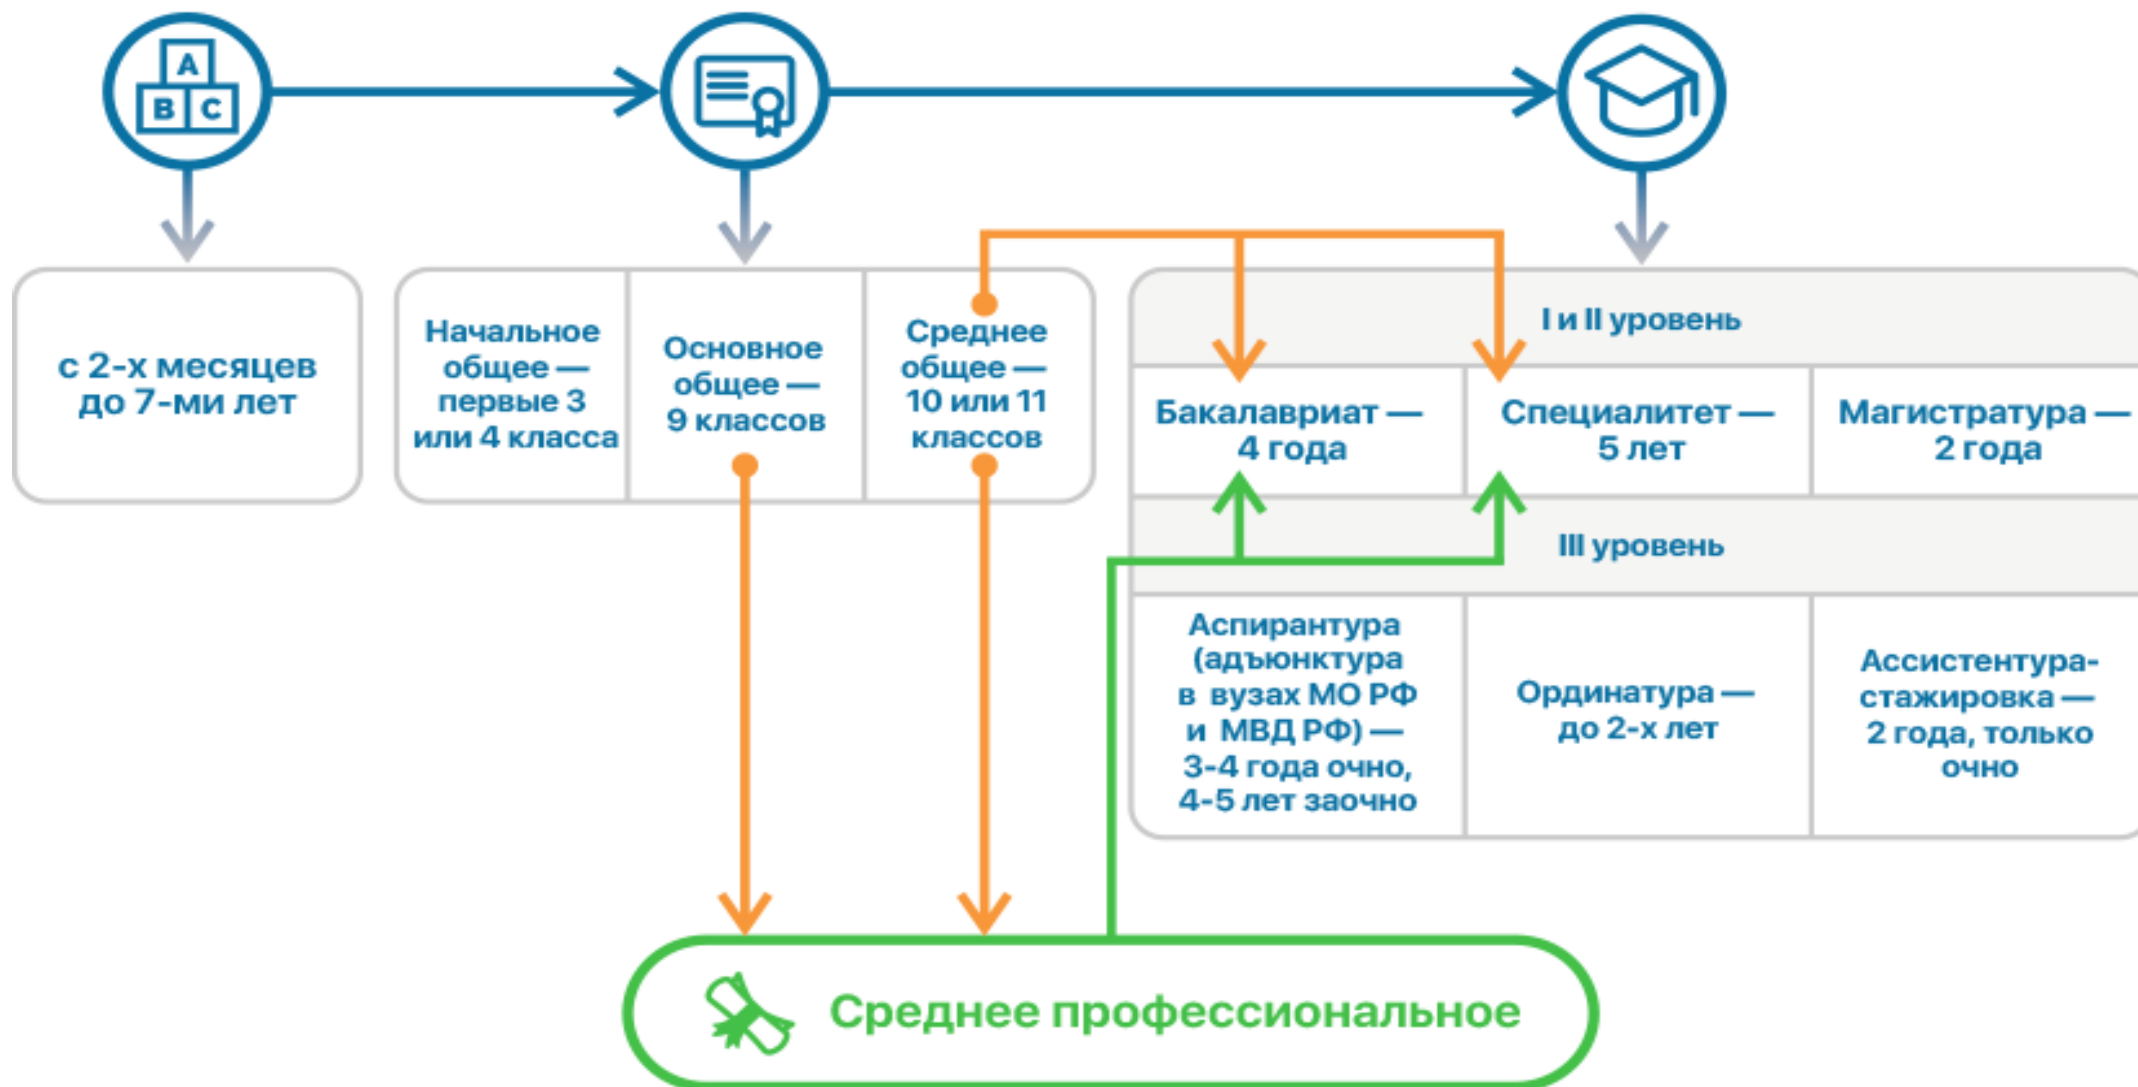 A
B C
с 2-х месяцев
до 7-ми лет
Начальное
общее —
первые 3
или 4 класса
Основное
общее —
9 классов
Среднее
общее —
10 или 11
классов
I и II уровень
Бакалавриат —
4 года
Специалитет —
5 лет
Магистратура —
2 года
III уровень
Аспирантура
(адъюнктура
в вузах МО РФ
и МВД РФ) —
3-4 года очно,
4-5 лет заочно
Ординатура —
до 2-х лет
Ассистентура-
стажировка —
2 года, только
очно
Среднее профессиональное